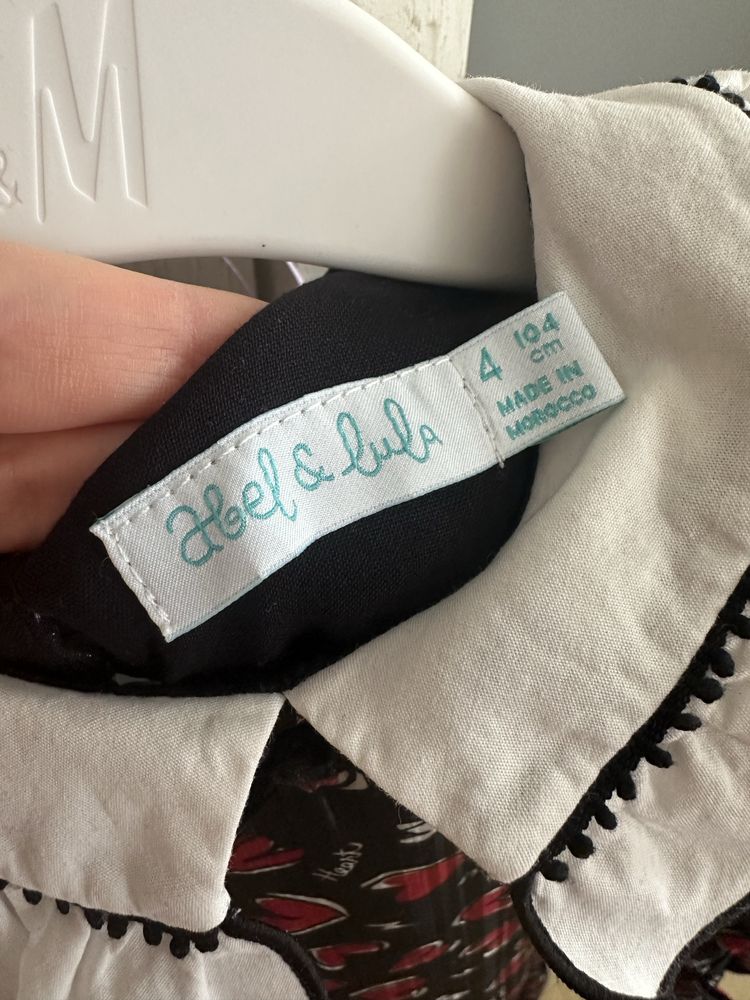 &M
abel & lula
4 104
cm
MADE IN
MOROCCO
Hearts